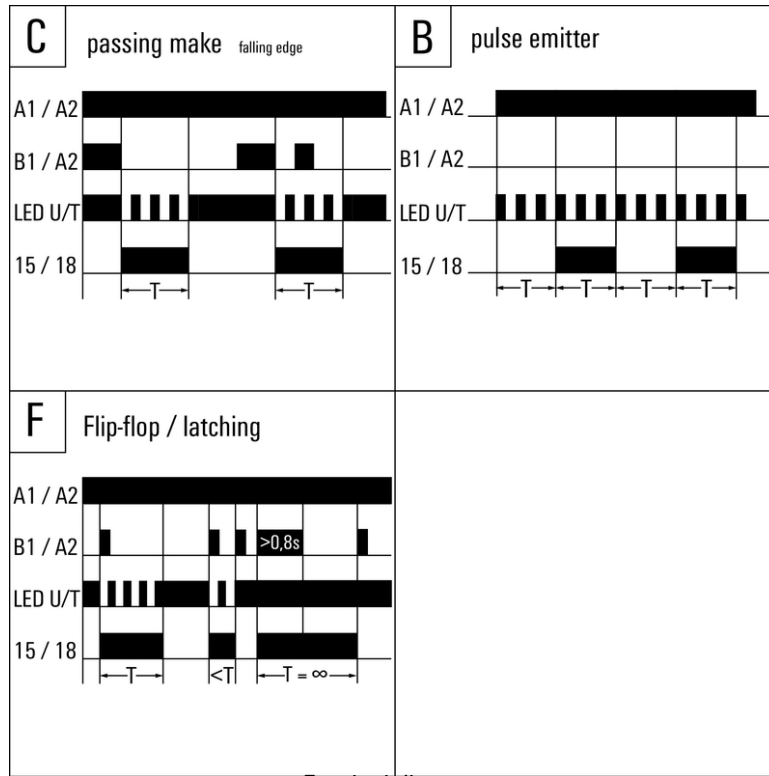 C passing make falling edge
A1 / A2
B1 / A2
LED U/T
15 / 18
T T
B pulse emitter
A1 / A2
B1 / A2
LED U/T
15 / 18
T T T T
F Flip-flop / latching
A1 / A2
B1 / A2 >0,8s
LED U/T
15 / 18
T <T T = ∞